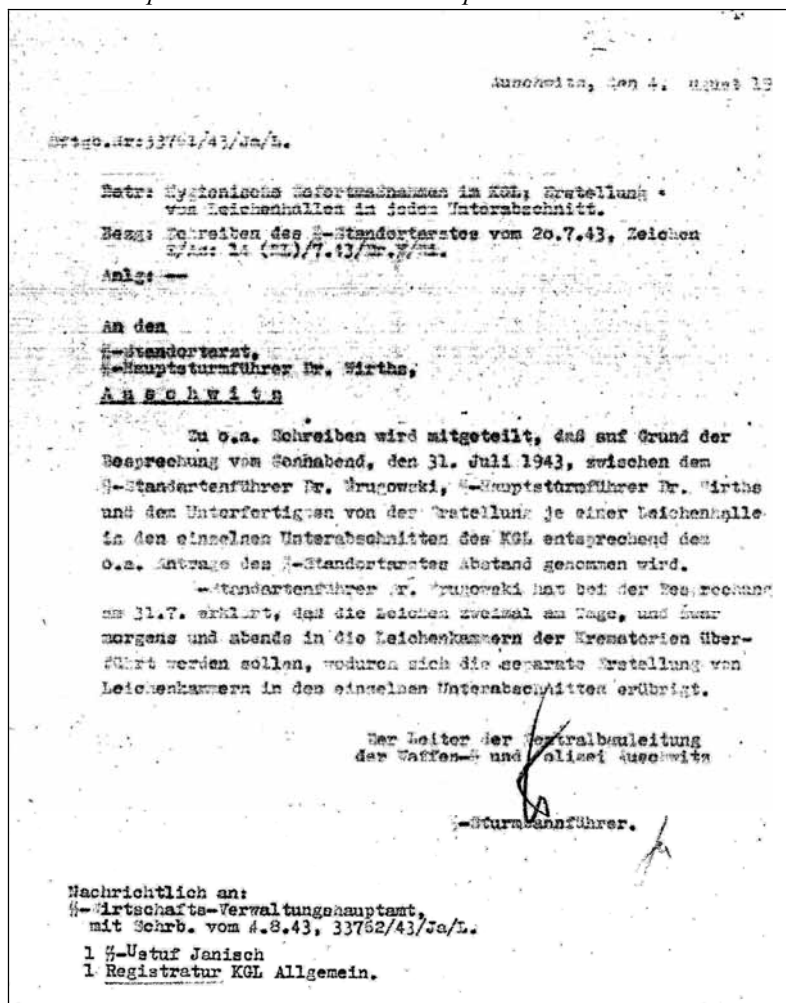 Auschwitz, den 4. ugust 19
Bftgb.Nr:33761/43/Ja/L.
Betr: Hygienische Sofortmaßnahmen im KGL; Erstellung
von Leichenhallen in jedem Unterabschnitt.
Bezg: Schreiben des SS-Standortarztes vom 20.7.43, Zeichen
Anlg: --
An den
SS-Standortarzt,
SS-Hauptsturmführer Dr. Wirths,
Auschwitz
Zu o.a. Schreiben wird mitgeteilt, daß auf Grund der
Besprechung vom Sonnabend, den 31. Juli 1943, zwischen dem
SS-Standartenführer Dr. Mrugowski, SS-Hauptsturmführer Dr. Wirths
und dem Unterfertigten von der Erstellung je einer Leichenhalle
in den einzelnen Unterabschnitten des KGL entsprechend dem
o.a. Antrage des SS-Standortarztes Abstand genommen wird.
SS-Standartenführer Dr. Mrugowski hat bei der Besprechung
am 31.7. erklärt, daß die Leichen zweimal am Tage, und zwar
morgens und abends in die Leichenkammern der Krematorien über-
führt werden sollen, wodurch sich die separate Erstellung von
Leichenkammern in den einzelnen Unterabschnitten erübrigt.
Der Leiter der Zentralbauleitung
der Waffen-SS und Polizei Auschwitz
SS-Sturmbannführer.
Nachrichtlich an:
SS-Wirtschafts-Verwaltungshauptamt,
mit Schrb. vom 4.8.43, 33762/43/Ja/L.
1 SS-Ustuf Janisch
1 Registratur KGL Allgemein.